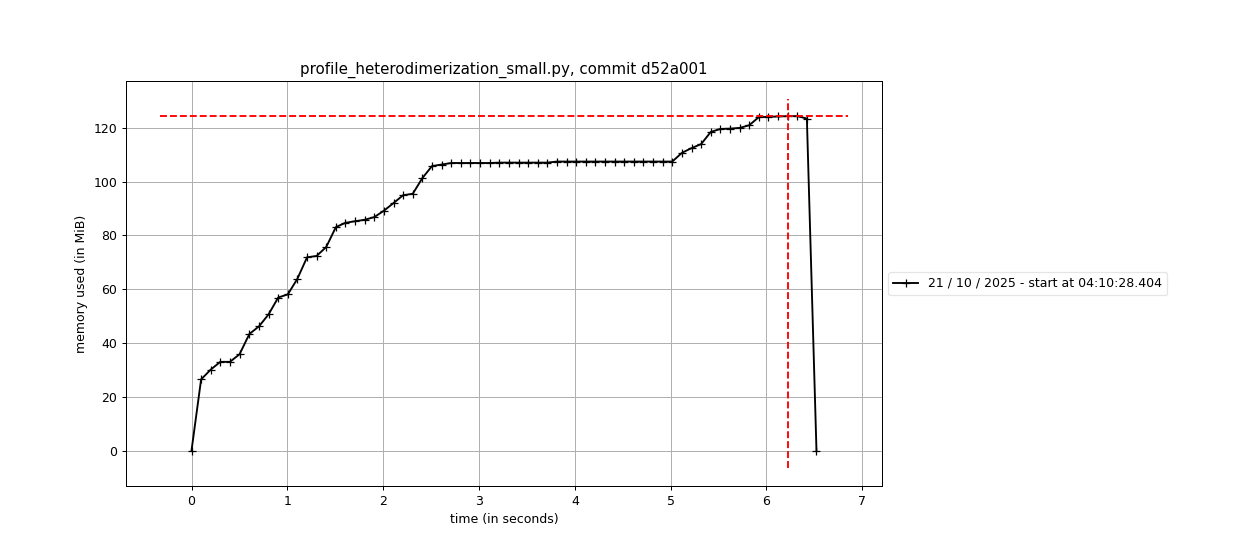 profile_heterodimerization_small.py, commit d52a001
memory used (in MiB)
120
100
80
60
40
20
0
0 1 2 3 4 5 6 7
time (in seconds)
21 / 10 / 2025 - start at 04:10:28.404